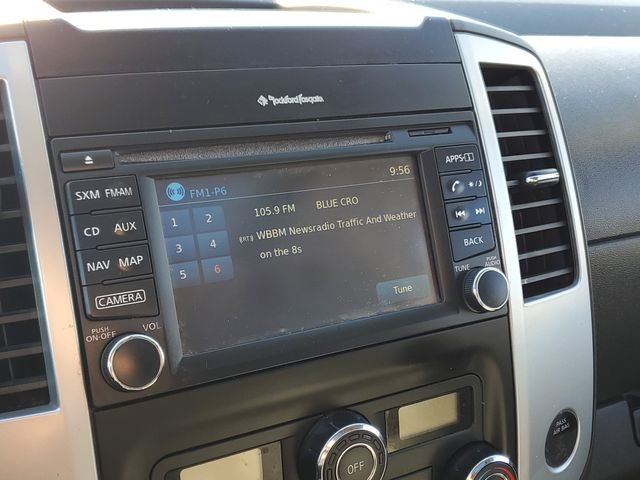 Rockford Fosgate
SXM FM·AM
CD AUX
NAV MAP
CAMERA
PUSH ON-OFF
VOL
FM1-P6
9:56
1 2
3 4
5 6
105.9 FM BLUE CRO
WBBM Newsradio Traffic And Weather
on the 8s
Tune
APPS
BACK
TUNE
PUSH AUDIO
OFF
PASS
AIR BAG